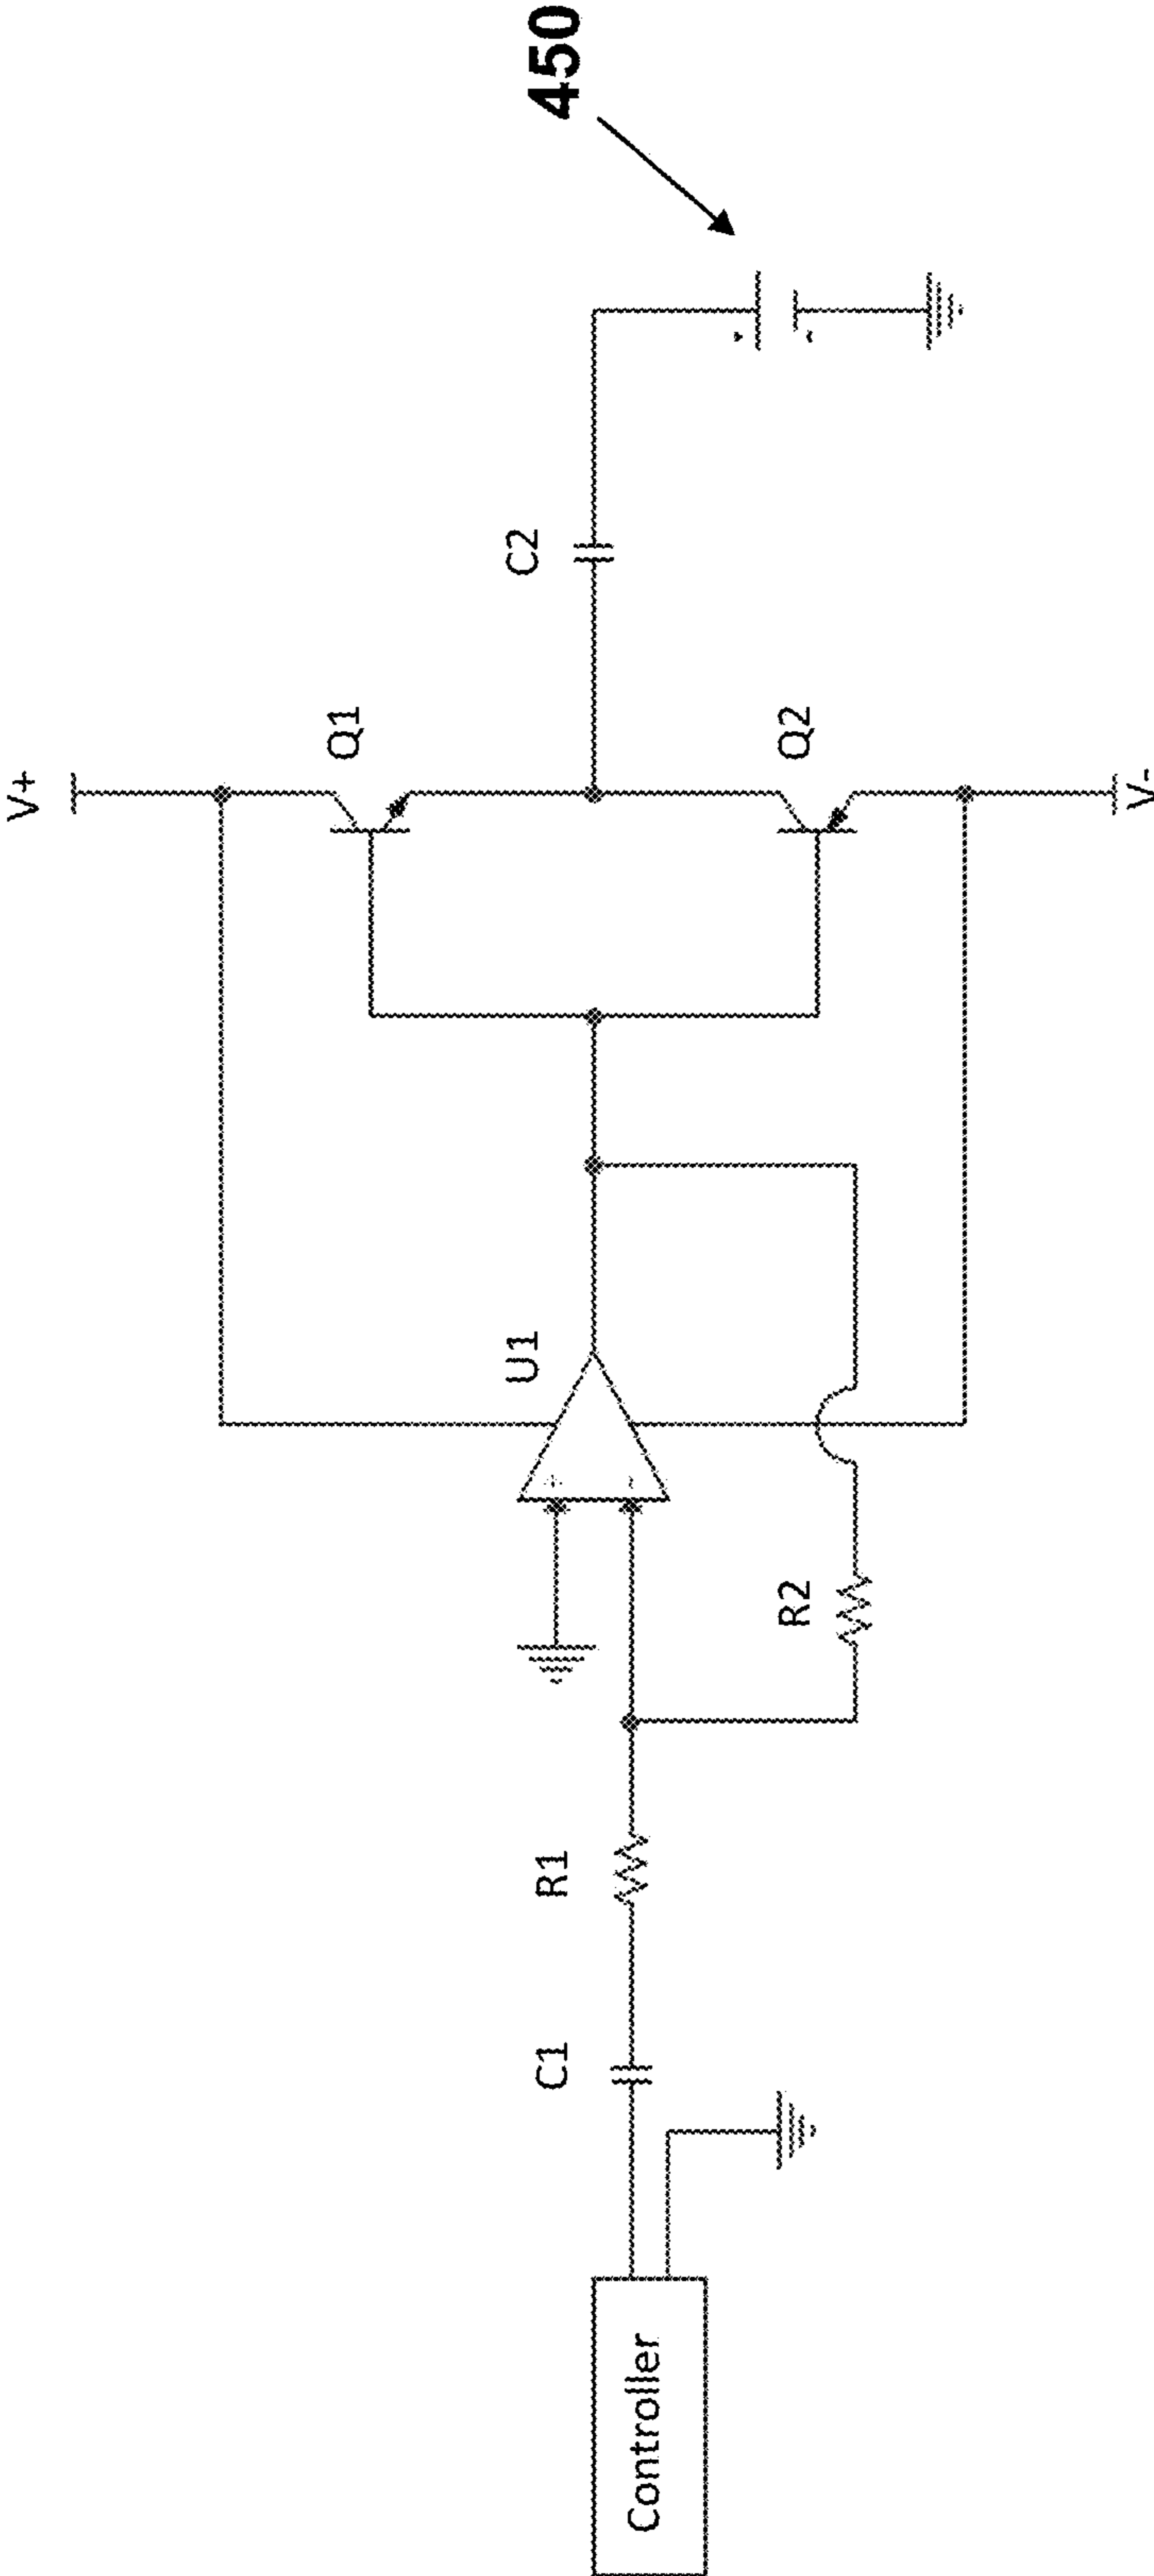 V+
450
Q1
C2
U1
Q2
R1
R2
C1
Controller
V-